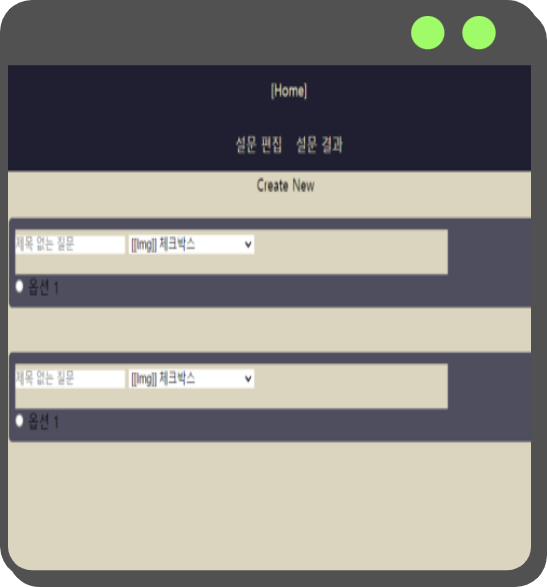 [Home]
설문 편집 설문 결과
Create New
제목 없는 질문 [[Img]] 체크박스
옵션 1
제목 없는 질문 [[Img]] 체크박스
옵션 1